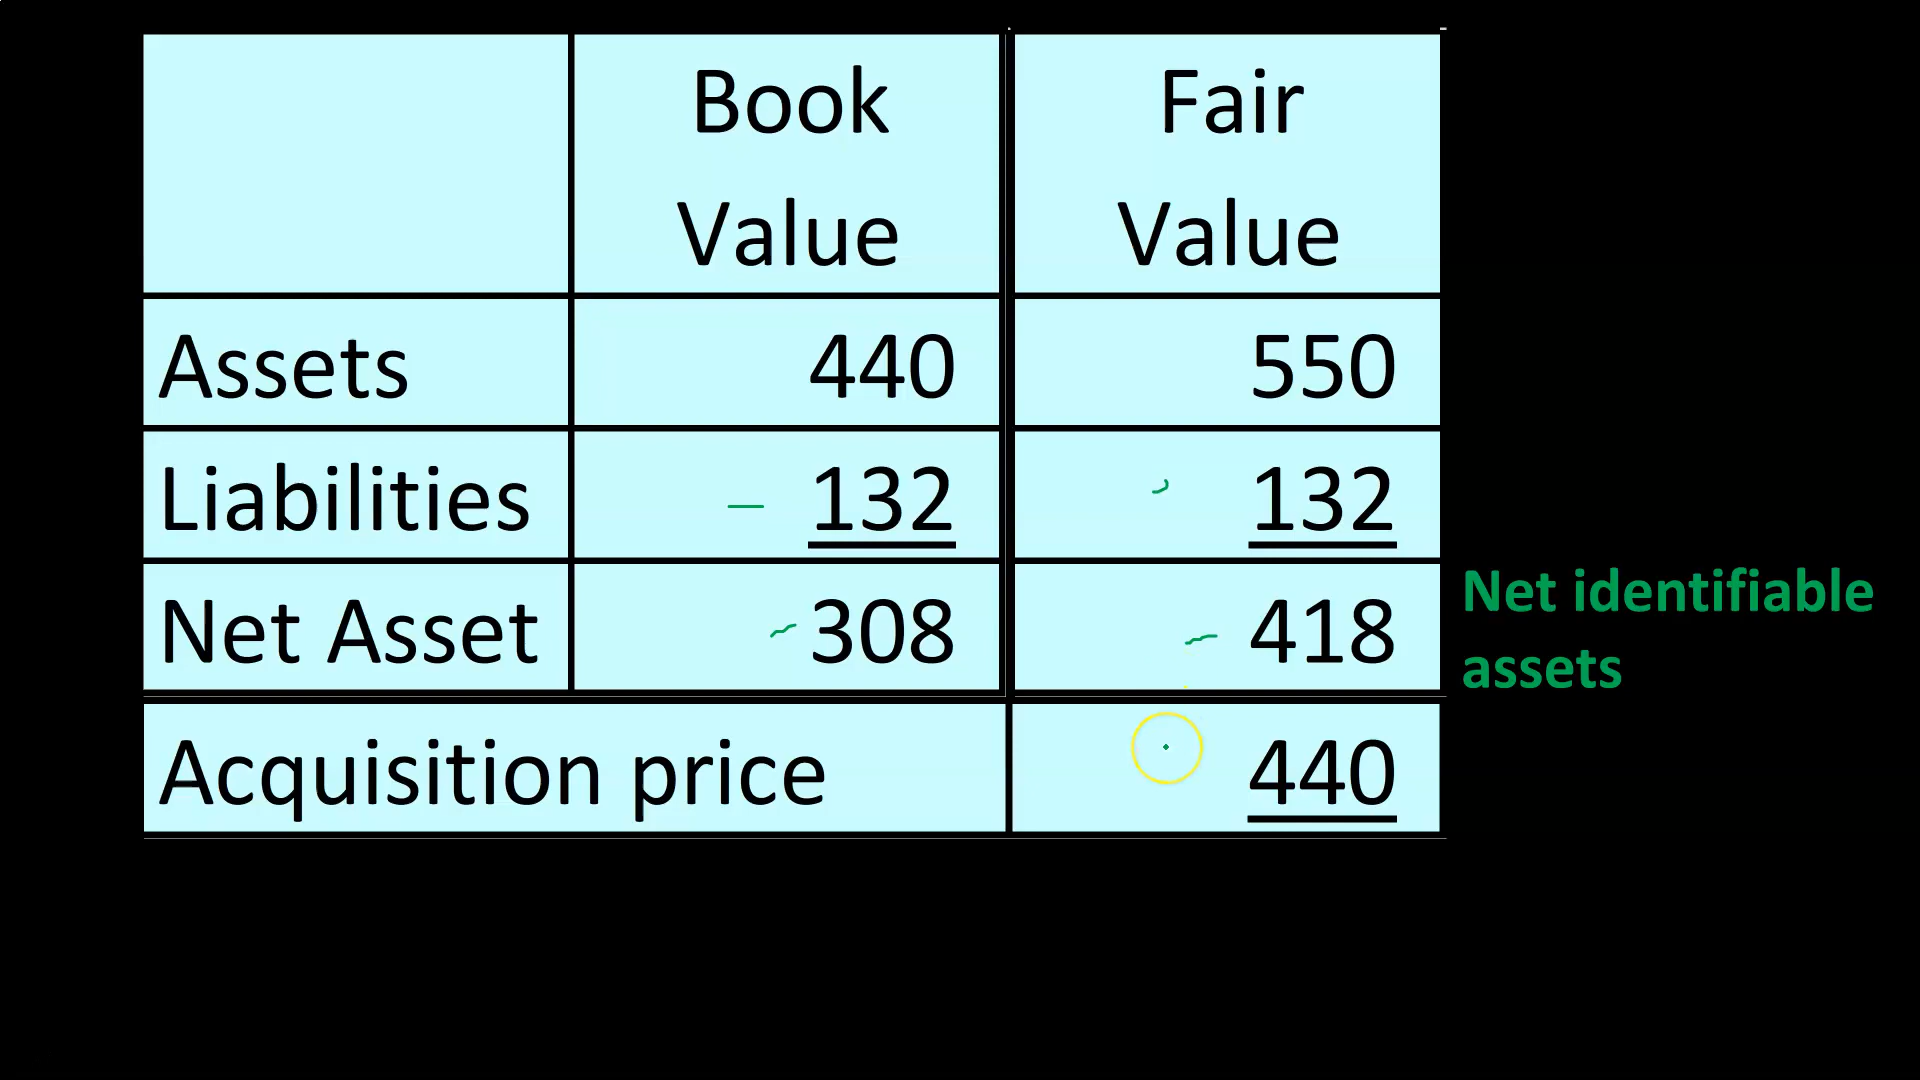 Book Value Fair Value
Assets 440 550
Liabilities 132 132
Net Asset 308 418
Net identifiable assets
Acquisition price 440